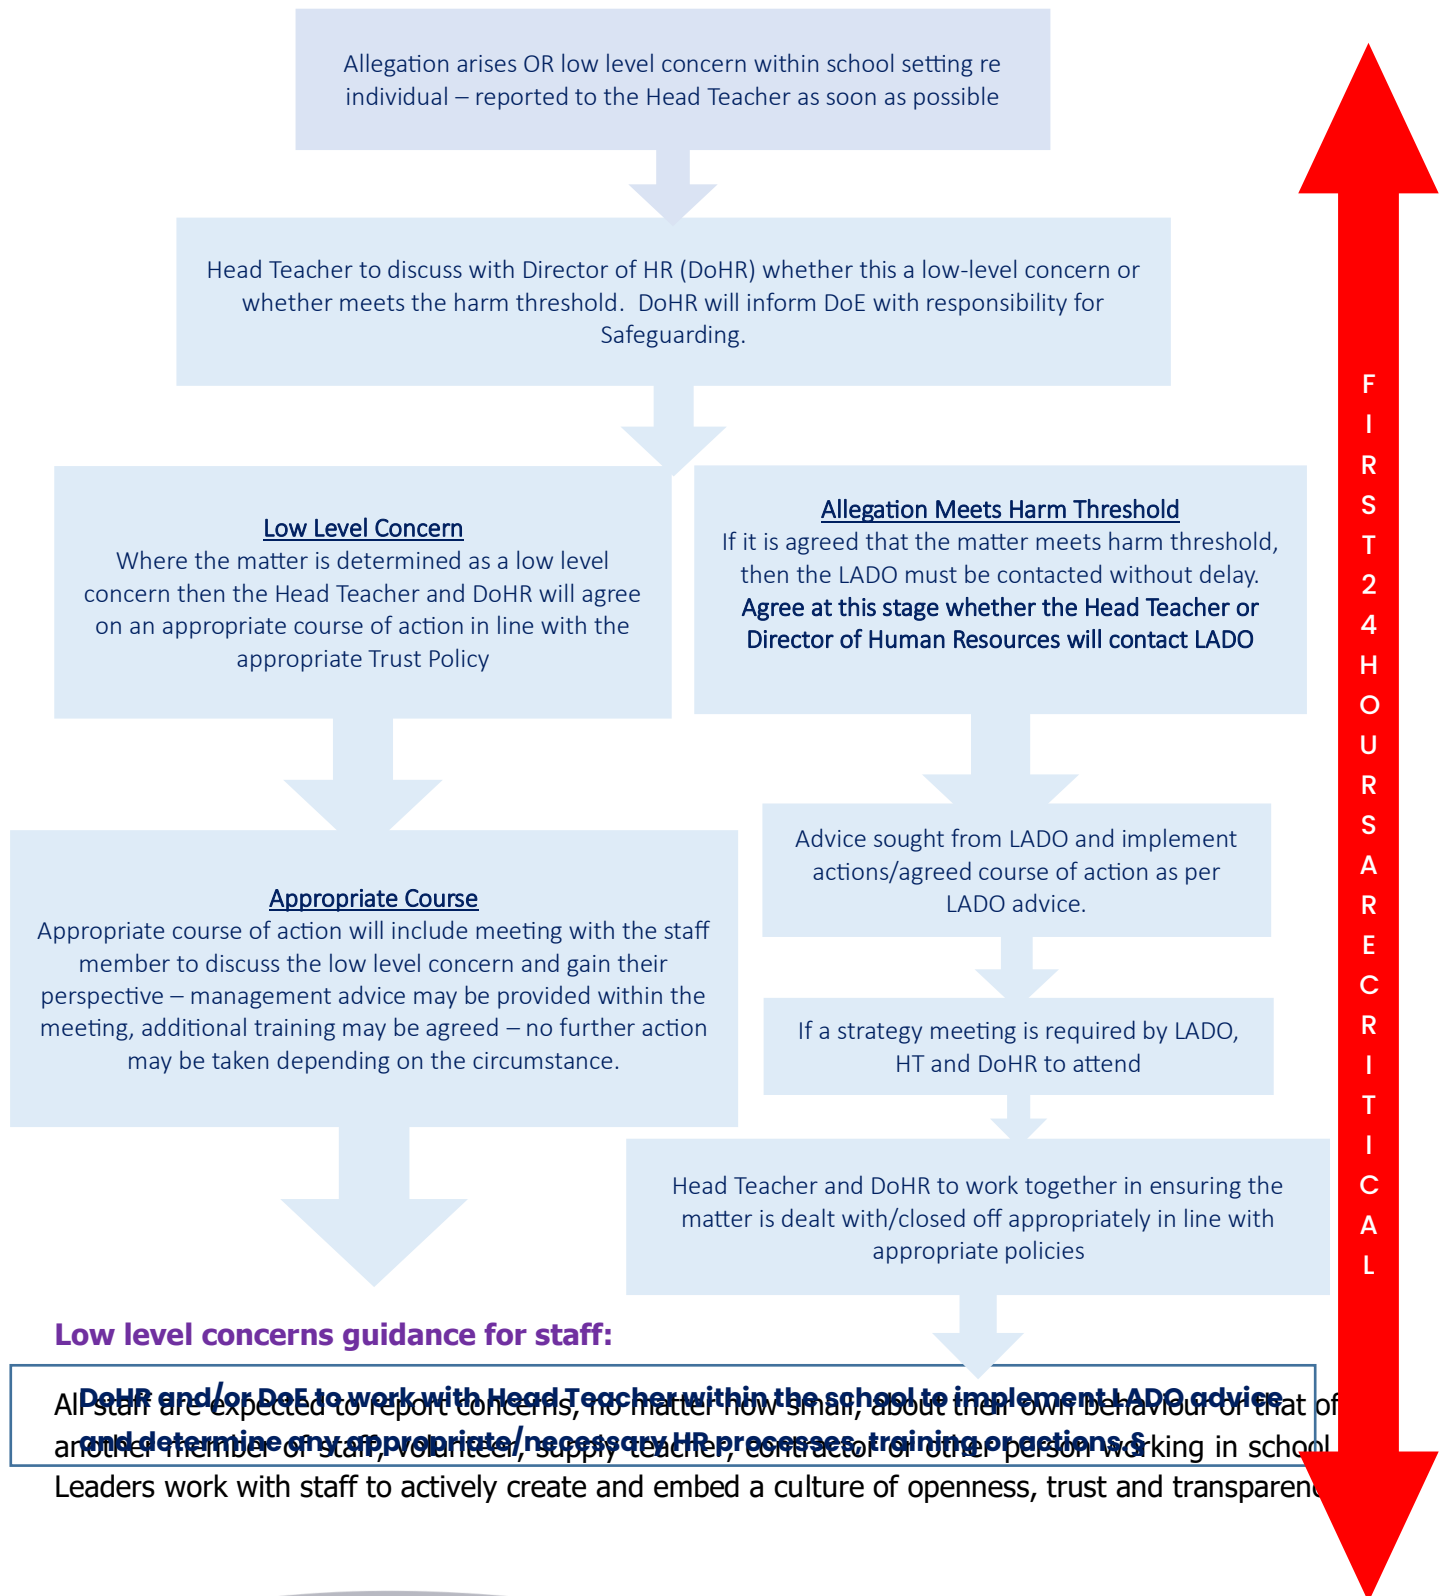 Allegation arises OR low level concern within school setting re
individual – reported to the Head Teacher as soon as possible
Head Teacher to discuss with Director of HR (DoHR) whether this a low-level concern or
whether meets the harm threshold.  DoHR will inform DoE with responsibility for
Safeguarding.
Low Level Concern
Where the matter is determined as a low level
concern then the Head Teacher and DoHR will agree
on an appropriate course of action in line with the
appropriate Trust Policy
Allegation Meets Harm Threshold
If it is agreed that the matter meets harm threshold,
then the LADO must be contacted without delay.
Agree at this stage whether the Head Teacher or
Director of Human Resources will contact LADO
Appropriate Course
Appropriate course of action will include meeting with the staff
member to discuss the low level concern and gain their
perspective – management advice may be provided within the
meeting, additional training may be agreed – no further action
may be taken depending on the circumstance.
Advice sought from LADO and implement
actions/agreed course of action as per
LADO advice.
If a strategy meeting is required by LADO,
HT and DoHR to attend
Head Teacher and DoHR to work together in ensuring the
matter is dealt with/closed off appropriately in line with
appropriate policies
Low level concerns guidance for staff:
DoHR and/or DoE to work with Head Teacher within the school to implement LADO advice
and determine any appropriate/necessary HR processes, training or actions.§
All staff are expected to report concerns, no matter how small, about their own behaviour or that of
another member of staff, volunteer, supply teacher, contractor or other person working in school
Leaders work with staff to actively create and embed a culture of openness, trust and
F
I
R
S
T
2
4
H
O
U
R
S
A
R
E
C
R
I
T
I
C
A
L